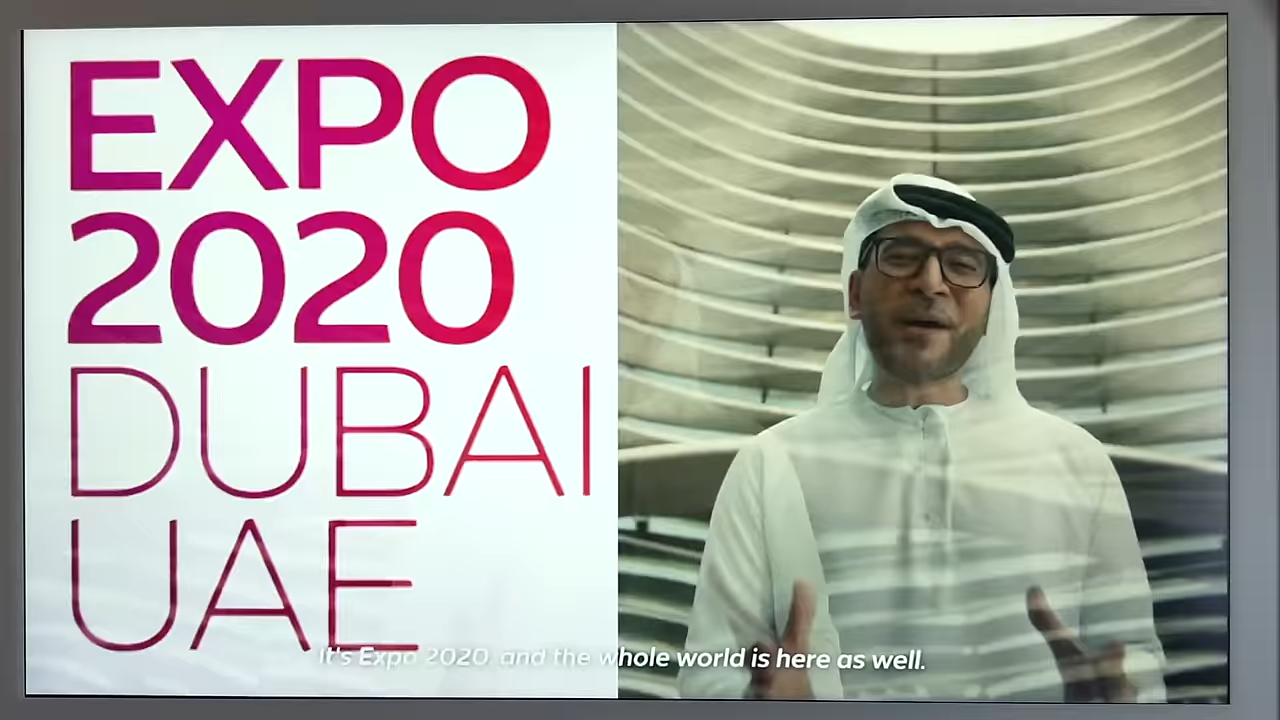 EXPO
2020
DUBAI
UAE
It's Expo 2020 and the whole world is here as well.